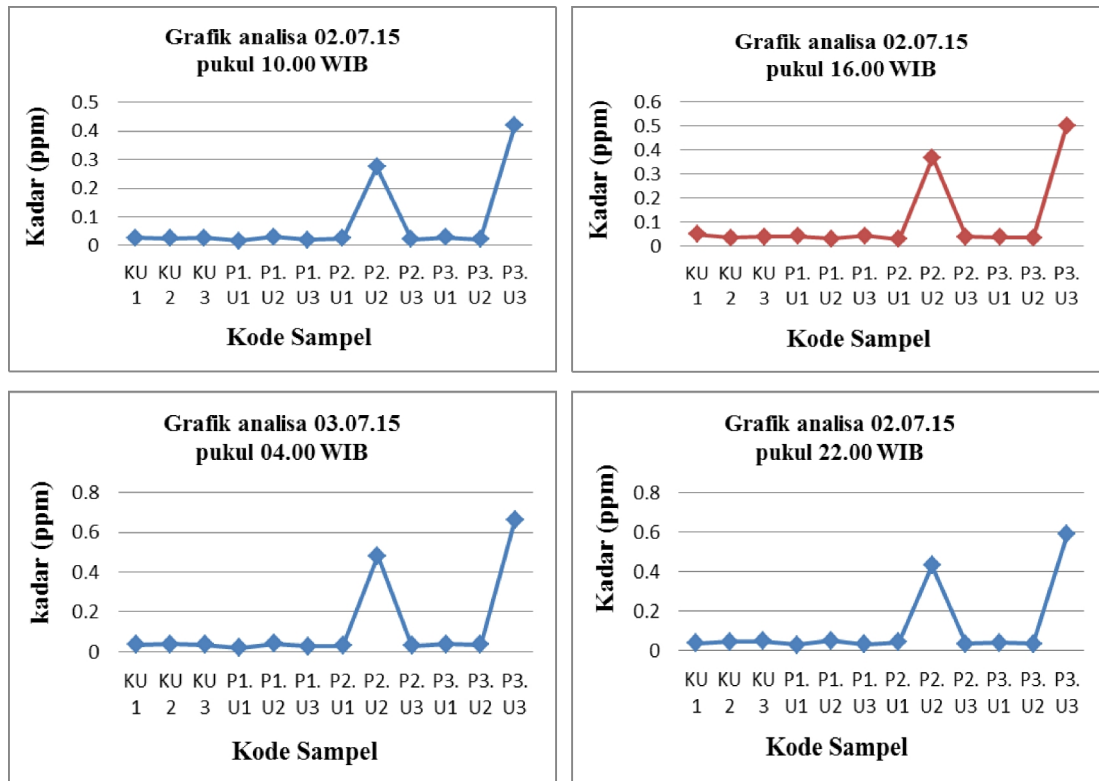 Grafik analisa 02.07.15
pukul 10.00 WIB
Kadar (ppm)
0.5
0.4
0.3
0.2
0.1
0
KU KU KU P1. P1. P1. P2. P2. P2. P3. P3. P3.
1 2 3 U1 U2 U3 U1 U2 U3 U1 U2 U3
Kode Sampel
Grafik analisa 02.07.15
pukul 16.00 WIB
Kadar (ppm)
0.6
0.5
0.4
0.3
0.2
0.1
0
KU KU KU P1. P1. P1. P2. P2. P2. P3. P3. P3.
1 2 3 U1 U2 U3 U1 U2 U3 U1 U2 U3
Kode Sampel
Grafik analisa 03.07.15
pukul 04.00 WIB
kadar (ppm)
0.8
0.6
0.4
0.2
0
KU KU KU P1. P1. P1. P2. P2. P2. P3. P3. P3.
1 2 3 U1 U2 U3 U1 U2 U3 U1 U2 U3
Kode Sampel
Grafik analisa 02.07.15
pukul 22.00 WIB
Kadar (ppm)
0.8
0.6
0.4
0.2
0
KU KU KU P1. P1. P1. P2. P2. P2. P3. P3. P3.
1 2 3 U1 U2 U3 U1 U2 U3 U1 U2 U3
Kode Sampel